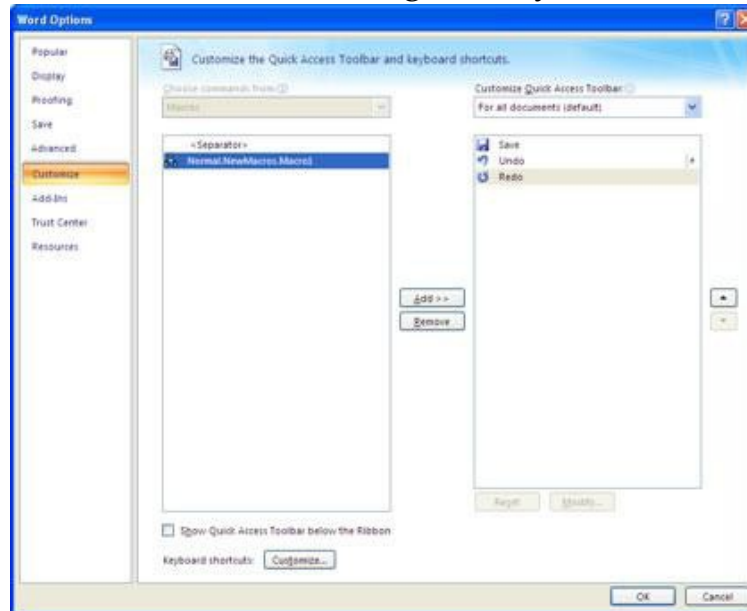 Word Options
Popular
Display
Proofing
Save
Advanced
Customize
Add-Ins
Trust Center
Resources
Customize the Quick Access Toolbar and keyboard shortcuts.
Choose commands from:
Macros
<Separator>
Normal.NewMacros.Macro1
Add >>
Remove
Customize Quick Access Toolbar:
For all documents (default)
Save
Undo
Redo
Reset
Modify...
Show Quick Access Toolbar below the Ribbon
Keyboard shortcuts:
Customize...
OK
Cancel